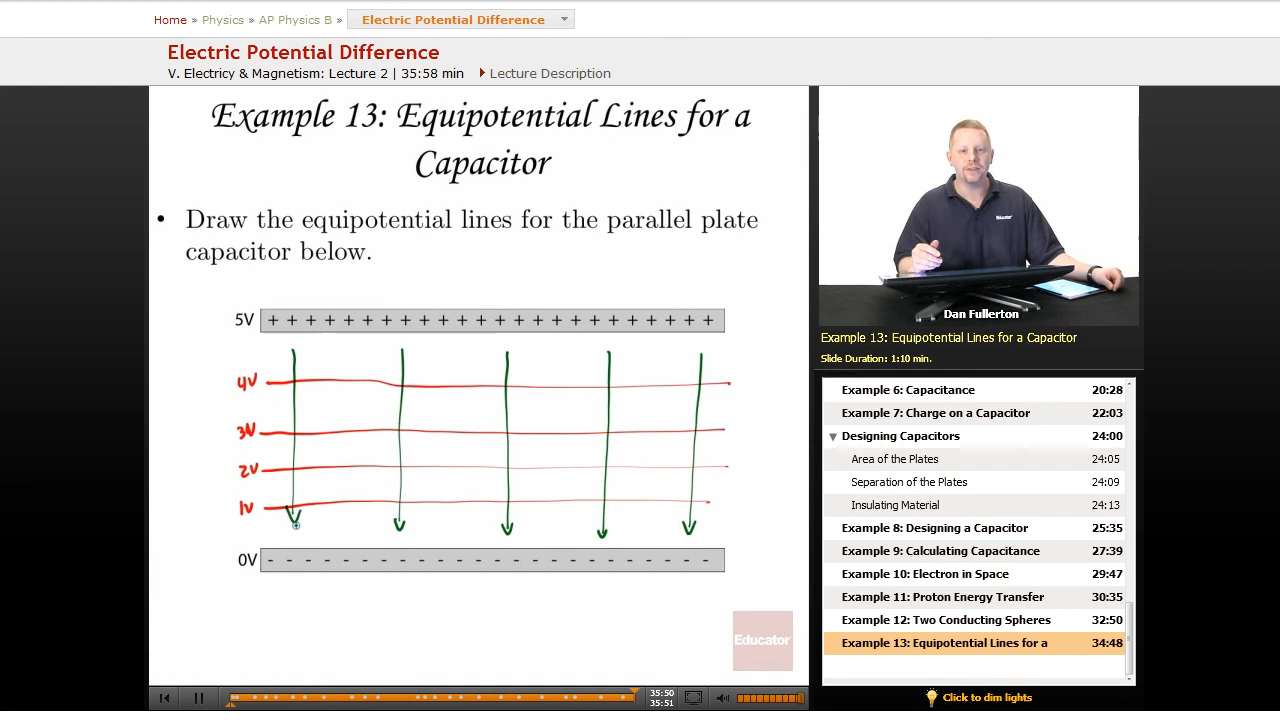 Home » Physics » AP Physics B » Electric Potential Difference
Electric Potential Difference
V. Electricy & Magnetism: Lecture 2 | 35:58 min Lecture Description
Example 13: Equipotential Lines for a
Capacitor
• Draw the equipotential lines for the parallel plate
capacitor below.
5V + + + + + + + + + + + + + + + + + + + + + + + +
4V
3V
2V
1V
0V - - - - - - - - - - - - - - - - - - - - - - - -
Educator
Dan Fullerton
Example 13: Equipotential Lines for a Capacitor
Slide Duration: 1:10 min.
Example 6: Capacitance 20:28
Example 7: Charge on a Capacitor 22:03
Designing Capacitors 24:00
Area of the Plates 24:05
Separation of the Plates 24:09
Insulating Material 24:13
Example 8: Designing a Capacitor 25:35
Example 9: Calculating Capacitance 27:39
Example 10: Electron in Space 29:47
Example 11: Proton Energy Transfer 30:35
Example 12: Two Conducting Spheres 32:50
Example 13: Equipotential Lines for a 34:48
35:50
35:51
Click to dim lights